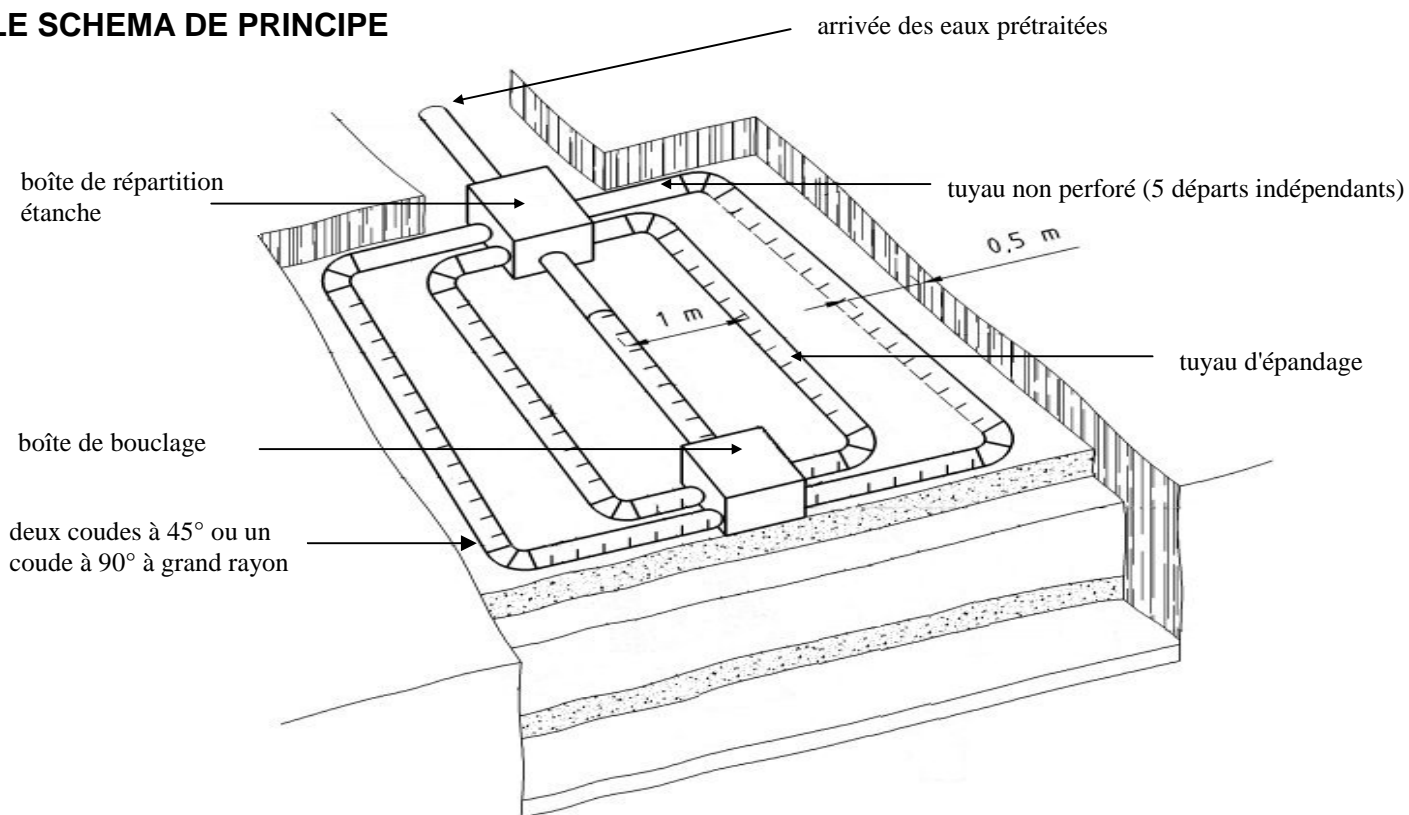 LE SCHEMA DE PRINCIPE
arrivée des eaux prétraitées
boîte de répartition
étanche
tuyau non perforé (5 départs indépendants)
0,5 m
1 m
tuyau d'épandage
boîte de bouclage
deux coudes à 45° ou un
coude à 90° à grand rayon